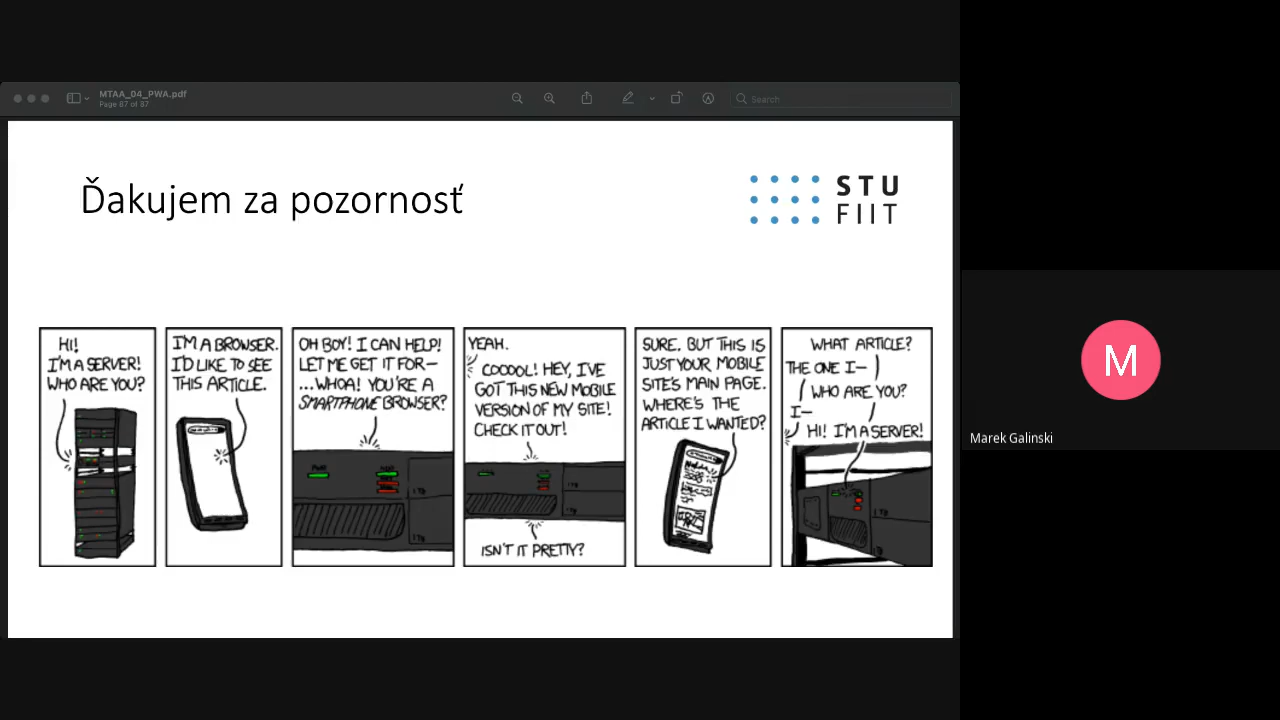 MTAA_04_PWA.pdf
Page 87 of 87
Search
Ďakujem za pozornosť
STU
FIIT
HI!
I'M A SERVER!
WHO ARE YOU?
I'M A BROWSER.
I'D LIKE TO SEE
THIS ARTICLE.
OH BOY! I CAN HELP!
LET ME GET IT FOR—
...WHOA! YOU'RE A
SMARTPHONE BROWSER?
YEAH.
COOOOL! HEY, I'VE
GOT THIS NEW MOBILE
VERSION OF MY SITE!
CHECK IT OUT!
ISN'T IT PRETTY?
SURE. BUT THIS IS
JUST YOUR MOBILE
SITE'S MAIN PAGE.
WHERE'S THE
ARTICLE I WANTED?
WHAT ARTICLE?
THE ONE I—
WHO ARE YOU?
I—
HI! I'M A SERVER!
M
Marek Galinski